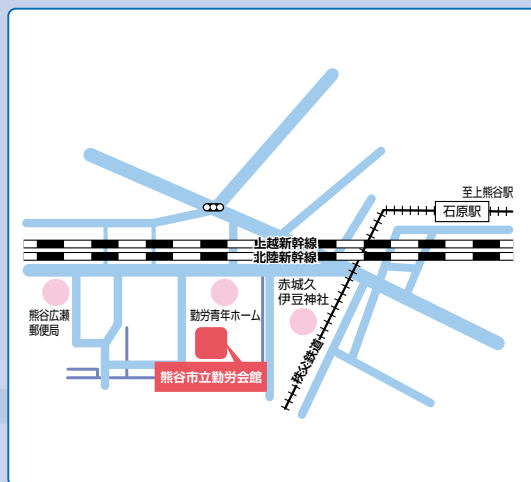 至上熊谷駅
石原駅
上越新幹線
北陸新幹線
赤城久
伊豆神社
熊谷広瀬
郵便局
勤労青年ホーム
秩父鉄道
熊谷市立勤労会館